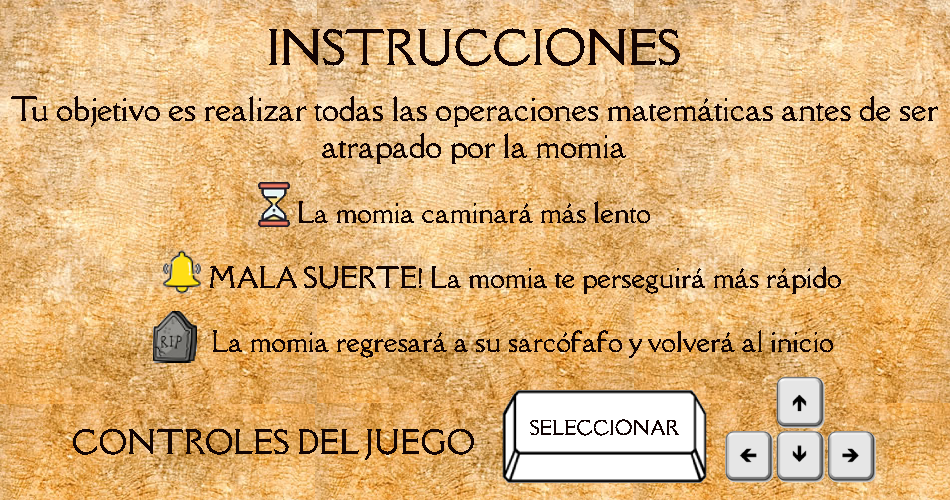 INSTRUCCIONES
Tu objetivo es realizar todas las operaciones matemáticas antes de ser
atrapado por la momia
La momia caminará más lento
MALA SUERTE! La momia te perseguirá más rápido
RIP
La momia regresará a su sarcófafo y volverá al inicio
CONTROLES DEL JUEGO
SELECCIONAR